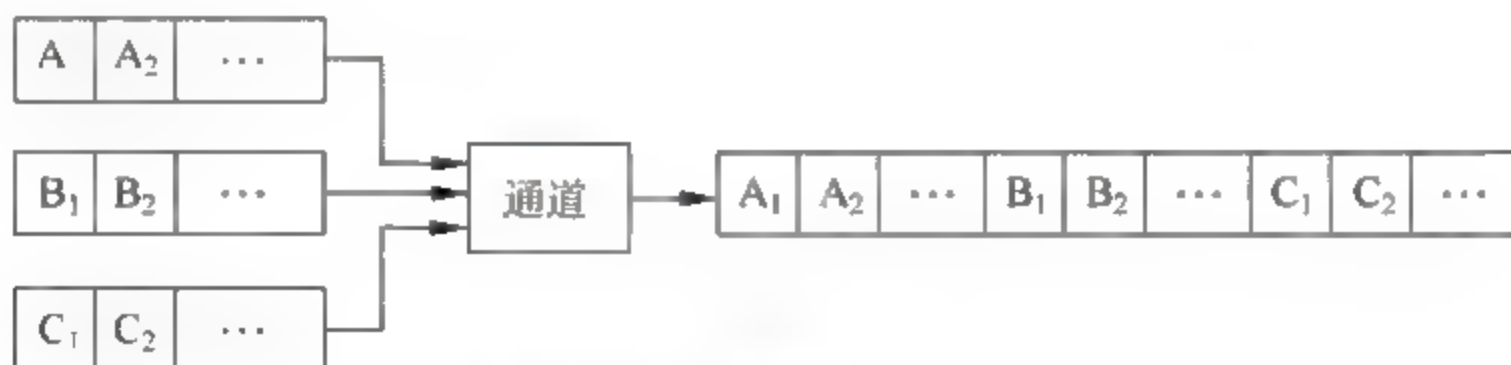 A A₂ ···
B₁ B₂ ···
通道
A₁ A₂ ··· B₁ B₂ ··· C₁ C₂ ···
C₁ C₂ ···